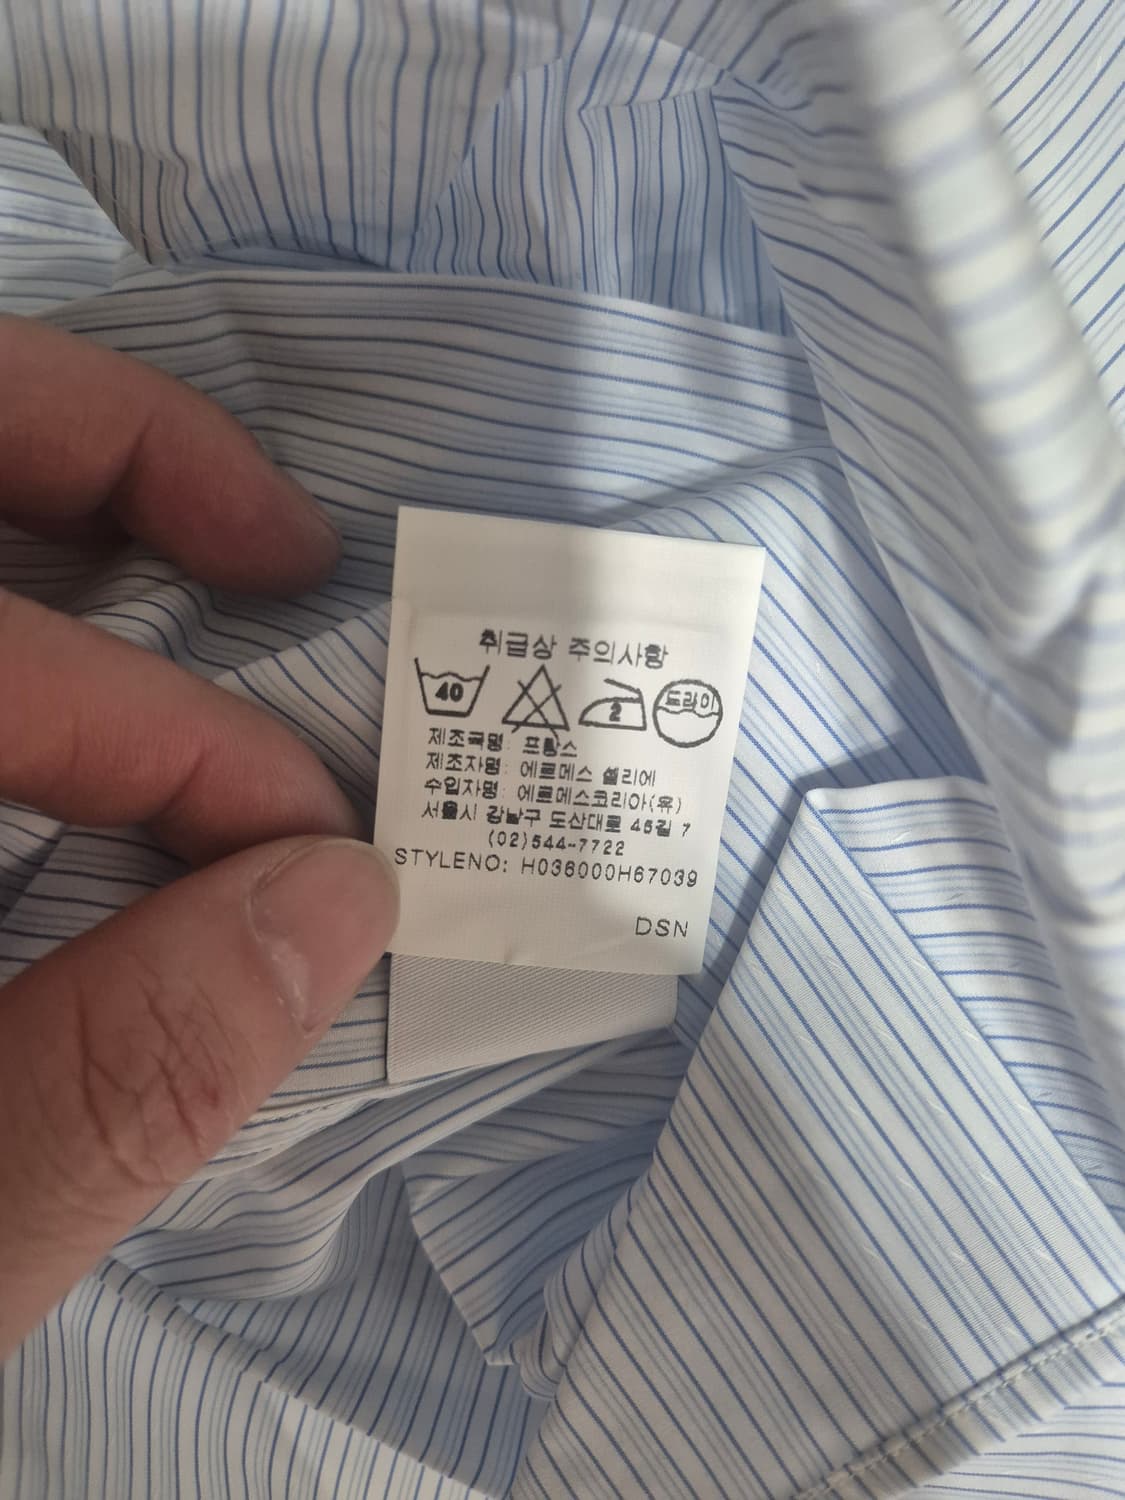 취급상 주의사항
40 2 드라이
제조국명: 프랑스
제조자명: 에르메스 셀리에
수입자명: 에르메스코리아(유)
서울시 강남구 도산대로 45길 7
(02)544-7722
STYLENO: H036000H67039
DSN